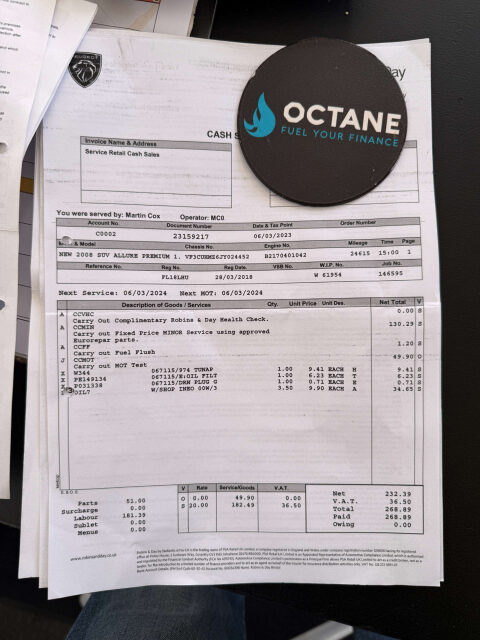 PEUGEOT
Day
OCTANE
FUEL YOUR FINANCE
CASH S
Invoice Name & Address
Service Retail Cash Sales
You were served by: Martin Cox Operator: MC0
Account No. Document Number Date & Tax Point Order Number
C0002 23159217 06/03/2023
& Model Chassis No. Engine No. Mileage Time Page
NEW 2008 SUV ALLURE PREMIUM 1. VF3CUHMZ6JY024452 B2170401042 24615 15:00 1
Reference No. Reg No. Reg Date. VSB No. W.I.P. No. Job No.
FL18LHU 28/03/2018 W 61954 146595
Next Service: 06/03/2024 Next MOT: 06/03/2024
Description of Goods / Services Qty. Unit Price Unit Des. Net Total V
A CCVHC 0.00 S
Carry Out Complimentary Robins & Day Health Check.
A CCMIN 130.29 S
Carry out Fixed Price MINOR Service using approved
Eurorepar parts.
A CCFF 1.20 S
Carry out Fuel Flush
J CCMOT 49.90 O
Carry out MOT Test
X W344 067115/974 TUNAP 1.00 9.41 EACH H 9.41 S
X PE149134 067115/E:OIL FILT 1.00 6.23 EACH T 6.23 S
X P031338 067115/DRN PLUG G 1.00 0.71 EACH E 0.71 S
OIL7 W/SHOP INEO 00W/3 3.50 9.90 EACH A 34.65 S
E.&O.E.
Parts 51.00
Surcharge 0.00
Labour 181.39
Sublet 0.00
Menus 0.00
V Rate Service/Goods V.A.T.
O 0.00 49.90 0.00
S 20.00 182.49 36.50
Net 232.39
V.A.T. 36.50
Total 268.89
Paid 268.89
Owing 0.00
www.robinsandday.co.uk